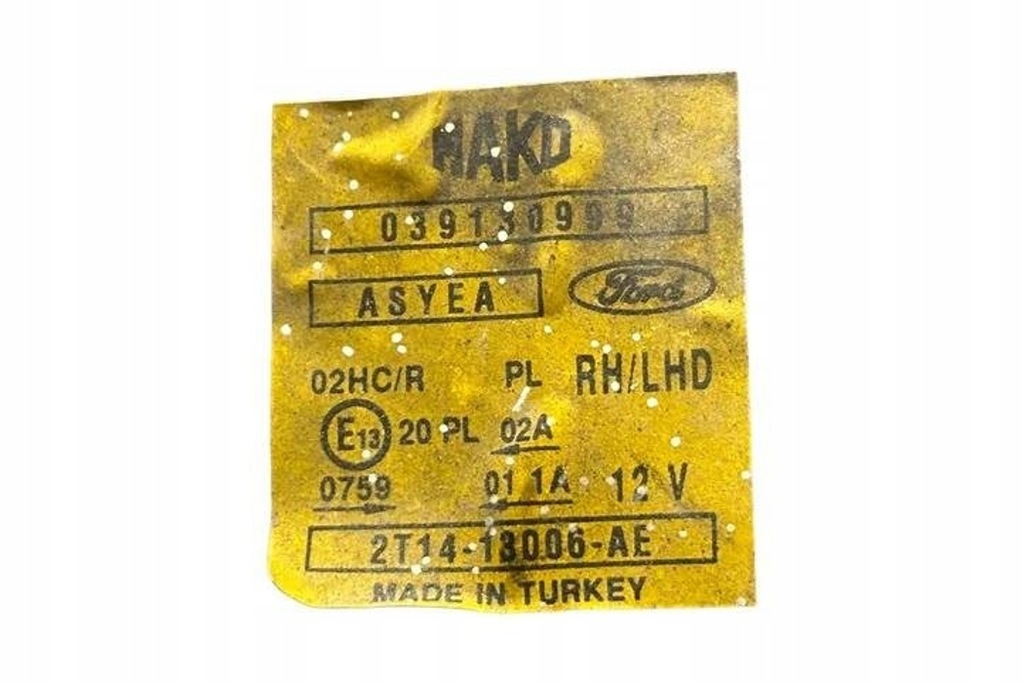 MAKO
039130999
ASYEA Ford
02HC/R PL RH/LHD
E13 20 PL 02A
0759 01 1A 12 V
2T14-13006-AE
MADE IN TURKEY